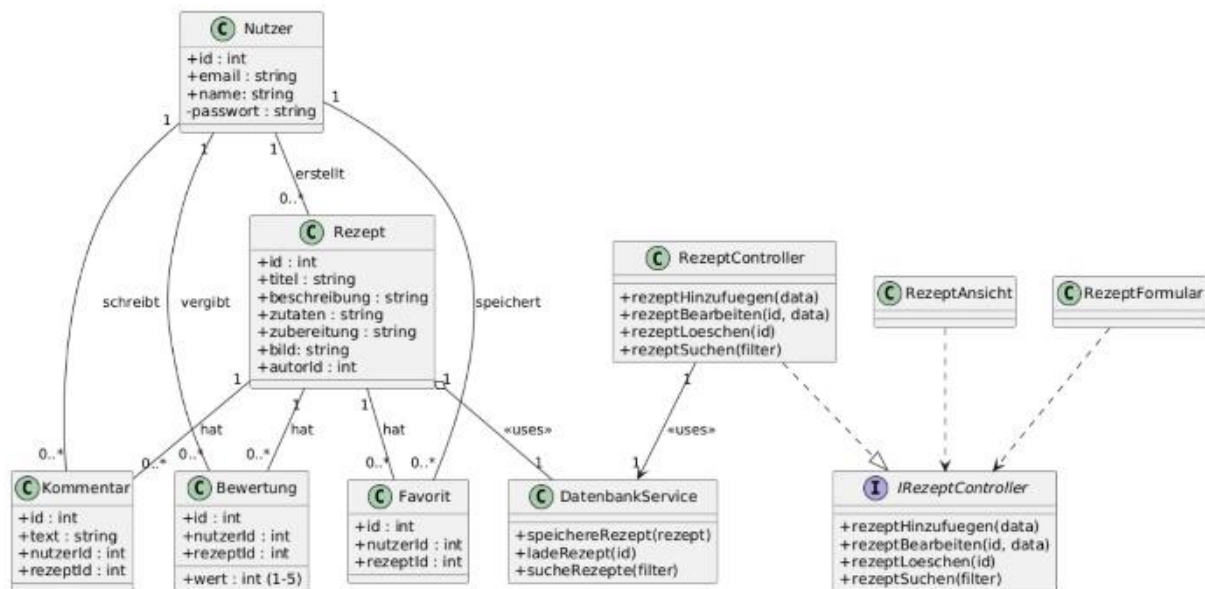 C Nutzer
+id : int
+email : string
+name: string
-passwort : string
1
1
1
1
erstellt
0..*
schreibt
vergibt
speichert
C Rezept
+id : int
+titel : string
+beschreibung : string
+zutaten : string
+zubereitung : string
+bild: string
+autorId : int
C RezeptController
+rezeptHinzufuegen(data)
+rezeptBearbeiten(id, data)
+rezeptLoeschen(id)
+rezeptSuchen(filter)
C RezeptAnsicht
C RezeptFormular
1
1
1
1
1
hat
hat
hat
«uses»
«uses»
0..*
0..*
0..*
0..*
0..*
0..*
1
1
C Kommentar
+id : int
+text : string
+nutzerId : int
+rezeptId : int
C Bewertung
+id : int
+nutzerId : int
+rezeptId : int
+wert : int (1-5)
C Favorit
+id : int
+nutzerId : int
+rezeptId : int
C DatenbankService
+speichereRezept(rezept)
+ladeRezept(id)
+sucheRezepte(filter)
I IRezeptController
+rezeptHinzufuegen(data)
+rezeptBearbeiten(id, data)
+rezeptLoeschen(id)
+rezeptSuchen(filter)